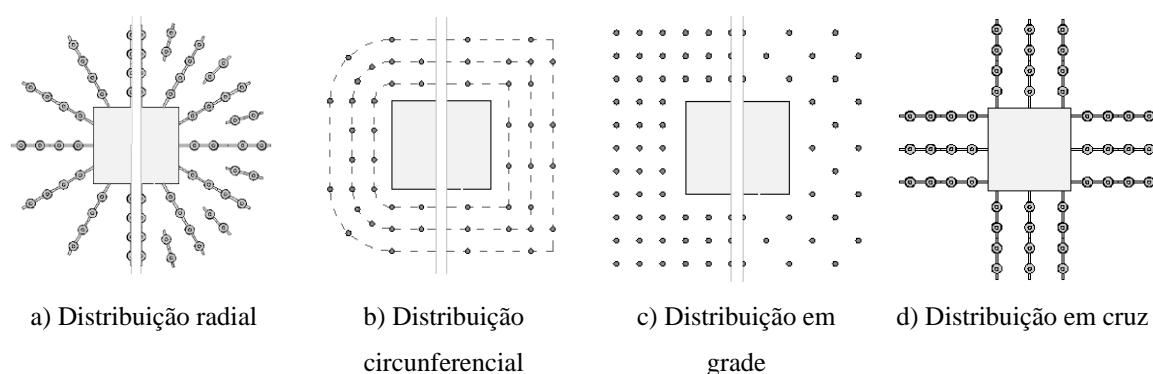 a) Distribuição radial
b) Distribuição
circunferencial
c) Distribuição em
grade
d) Distribuição em cruz